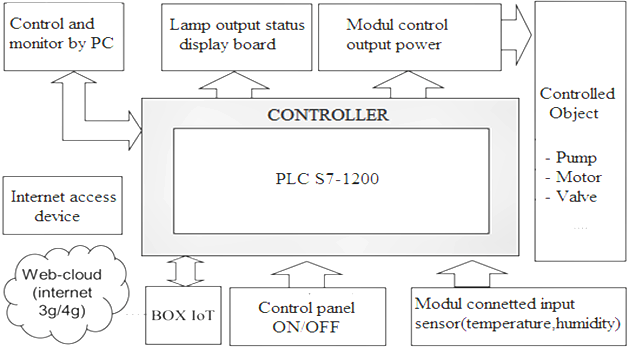 Control and
monitor by PC
Lamp output status
display board
Modul control
output power
Controlled
Object
- Pump
- Motor
- Valve
....
CONTROLLER
PLC S7-1200
Internet access
device
Web-cloud
(internet
3g/4g)
BOX IoT
Control panel
ON/OFF
Modul connetted input
sensor(temperature,humidity)